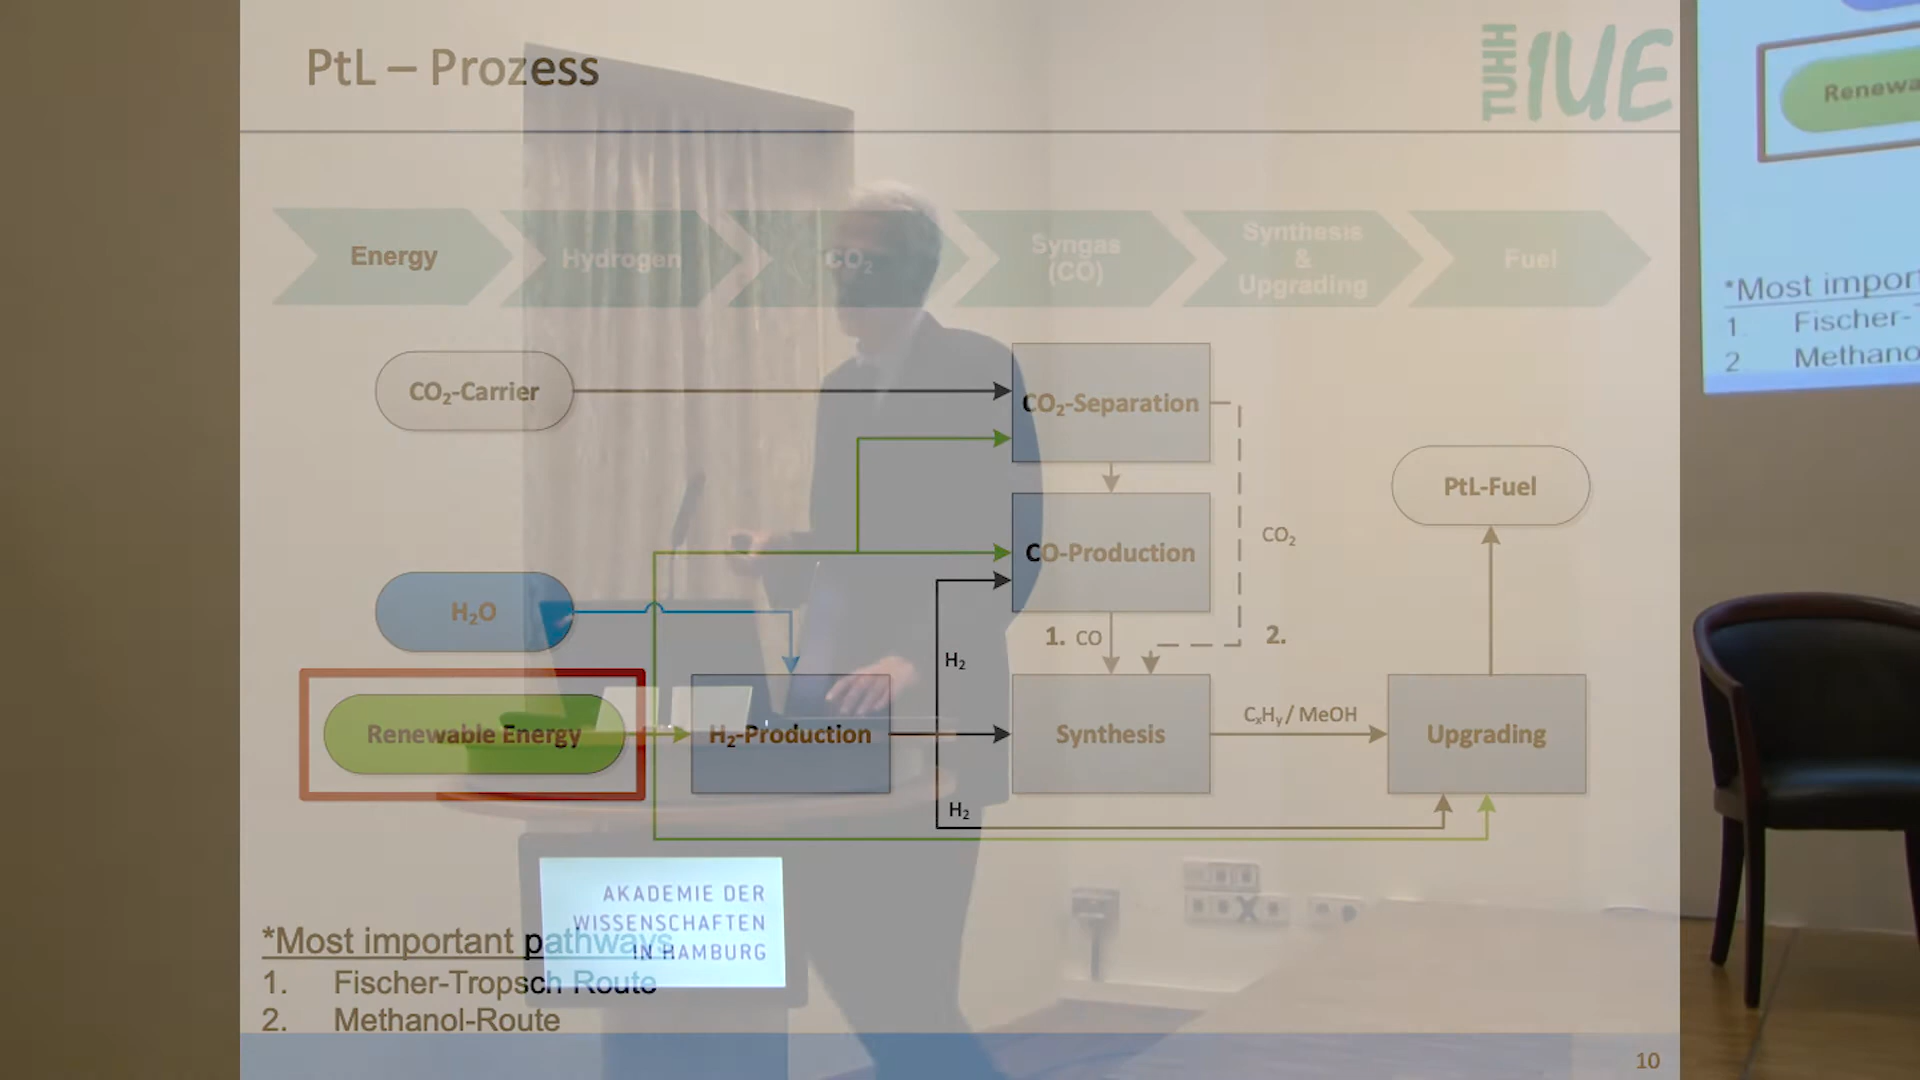 PtL – Prozess
TUHH IUE
Energy
Hydrogen
CO₂
Syngas
(CO)
Synthesis
&
Upgrading
Fuel
CO₂-Carrier
CO₂-Separation
PtL-Fuel
CO₂
CO-Production
H₂O
1. CO
2.
H₂
Renewable Energy
H₂-Production
Synthesis
CₓHᵧ / MeOH
Upgrading
H₂
*Most important pathways
1. Fischer-Tropsch Route
2. Methanol-Route
10
AKADEMIE DER
WISSENSCHAFTEN
IN HAMBURG
Renewa
*Most impor
1. Fischer-
2 Methano